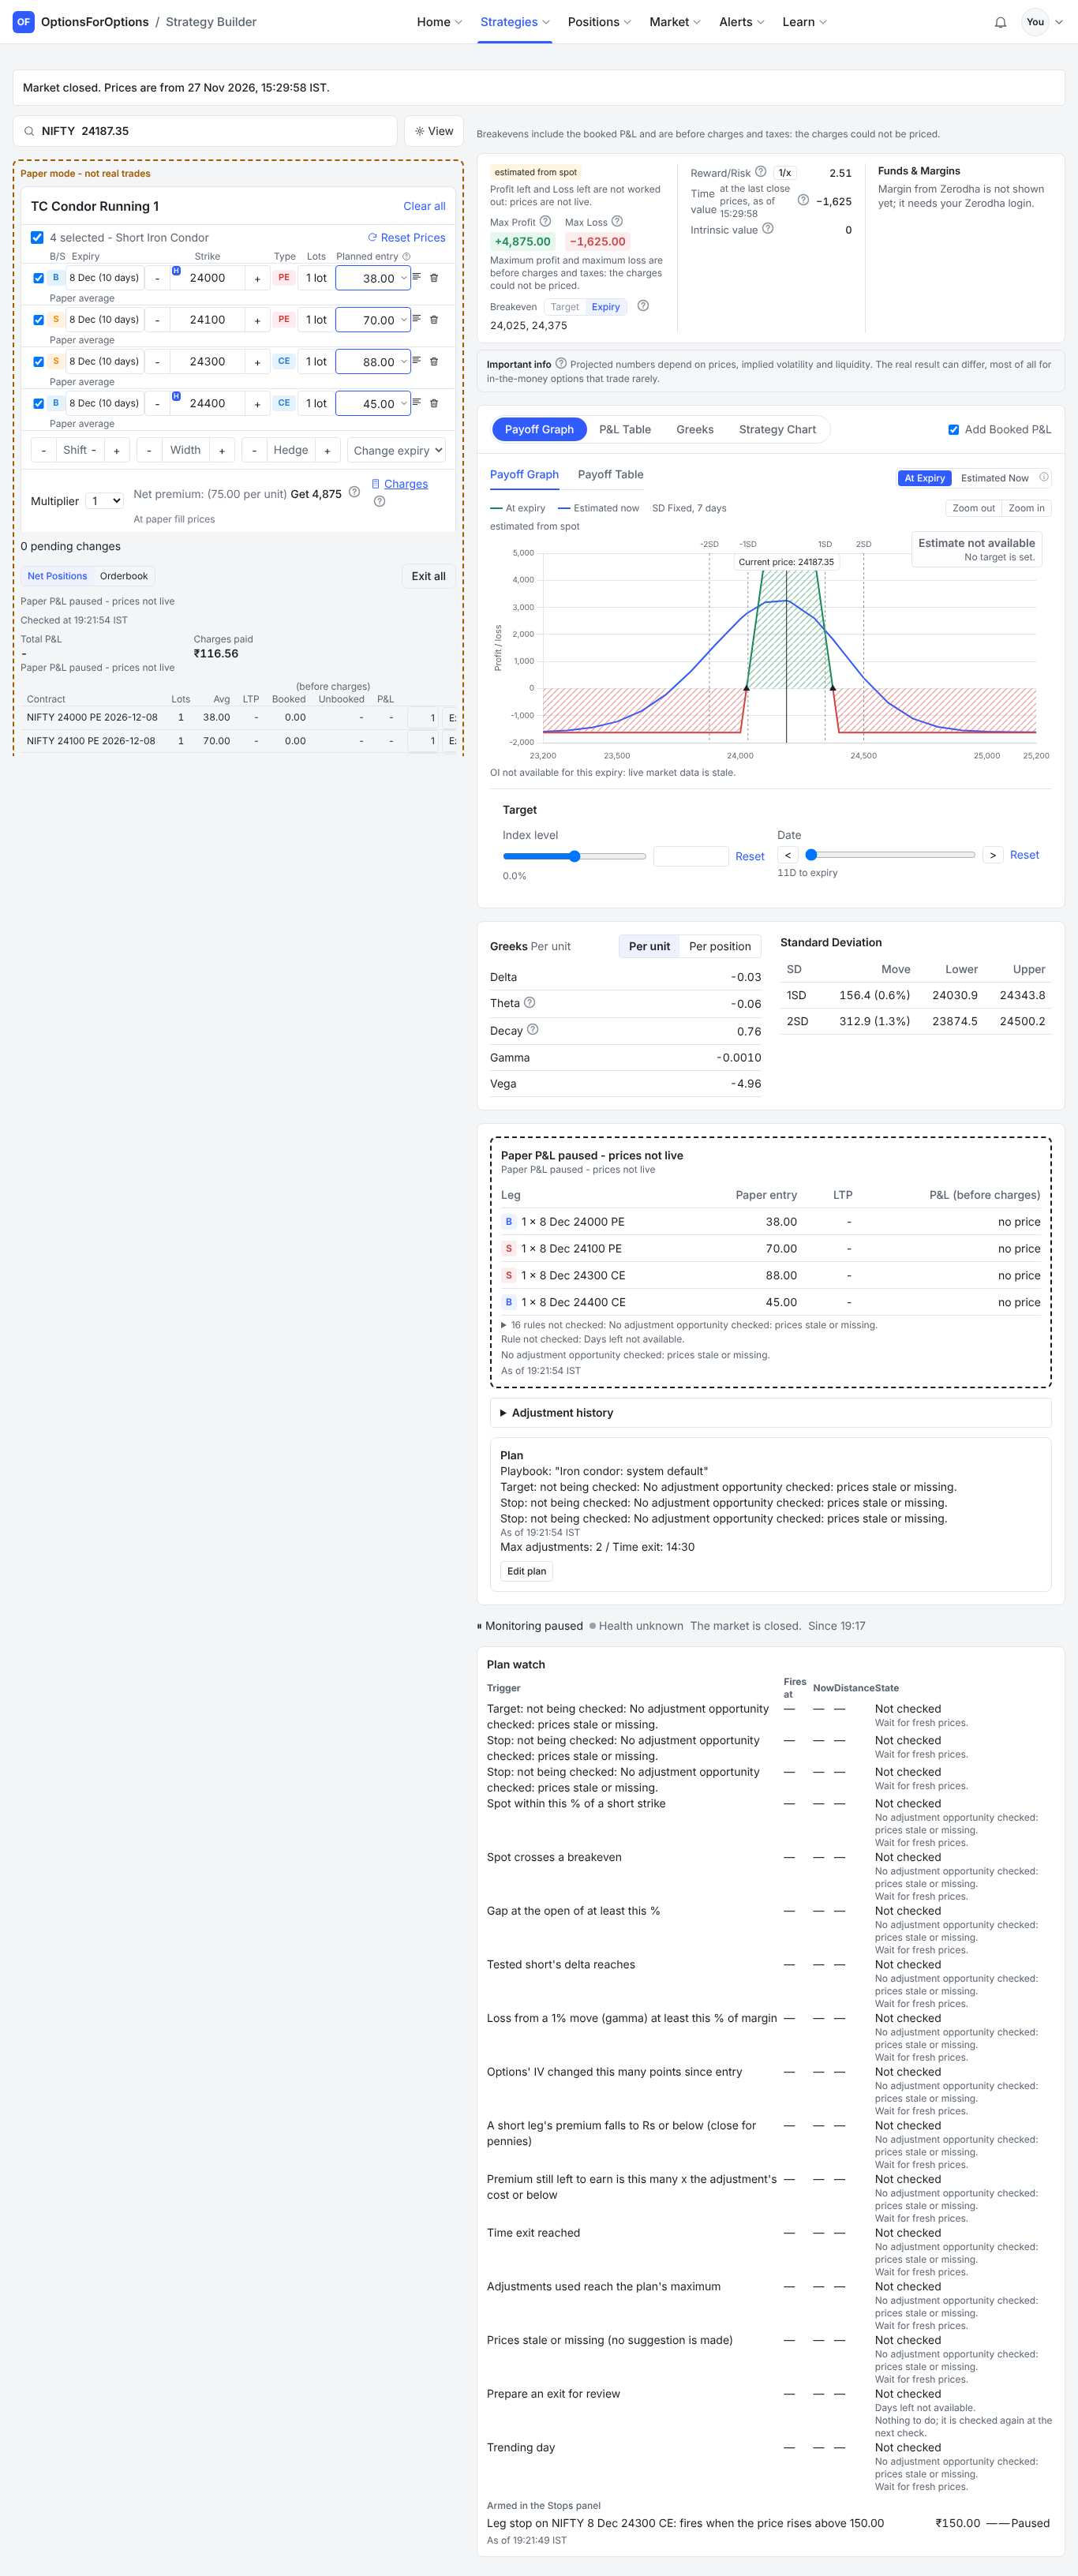 OF OptionsForOptions / Strategy Builder Home Strategies Positions Market Alerts Learn You
Market closed. Prices are from 27 Nov 2026, 15:29:58 IST.
NIFTY 24187.35 View
Paper mode - not real trades
TC Condor Running 1 Clear all
4 selected - Short Iron Condor Reset Prices
B/S Expiry Strike Type Lots Planned entry
B 8 Dec (10 days) - H 24000 + PE 1 lot 38.00
Paper average
S 8 Dec (10 days) - 24100 + PE 1 lot 70.00
Paper average
S 8 Dec (10 days) - 24300 + CE 1 lot 88.00
Paper average
B 8 Dec (10 days) - H 24400 + CE 1 lot 45.00
Paper average
- Shift - + - Width + - Hedge + Change expiry
Multiplier 1 Net premium: (75.00 per unit) Get 4,875 Charges
At paper fill prices
0 pending changes
Net Positions Orderbook Exit all
Paper P&L paused - prices not live
Checked at 19:21:54 IST
Total P&L Charges paid
- ₹116.56
Paper P&L paused - prices not live
(before charges)
Contract Lots Avg LTP Booked Unbooked P&L
NIFTY 24000 PE 2026-12-08 1 38.00 - 0.00 - - 1
NIFTY 24100 PE 2026-12-08 1 70.00 - 0.00 - - 1
Breakevens include the booked P&L and are before charges and taxes: the charges could not be priced.
estimated from spot
Profit left and Loss left are not worked
out: prices are not live.
Max Profit Max Loss
+4,875.00 −1,625.00
Maximum profit and maximum loss are
before charges and taxes: the charges
could not be priced.
Breakeven Target Expiry
24,025, 24,375
Reward/Risk 1/x 2.51
Time value at the last close prices, as of 15:29:58 −1,625
Intrinsic value 0
Funds & Margins
Margin from Zerodha is not shown
yet; it needs your Zerodha login.
Important info Projected numbers depend on prices, implied volatility and liquidity. The real result can differ, most of all for
in-the-money options that trade rarely.
Payoff Graph P&L Table Greeks Strategy Chart Add Booked P&L
Payoff Graph Payoff Table At Expiry Estimated Now
At expiry Estimated now SD Fixed, 7 days Zoom out Zoom in
estimated from spot
Estimate not available
No target is set.
-2SD -1SD 1SD 2SD
Current price: 24187.35
Profit / loss
5,000
4,000
3,000
2,000
1,000
0
-1,000
-2,000
23,200 23,500 24,000 24,500 25,000 25,200
OI not available for this expiry: live market data is stale.
Target
Index level Date
Reset < > Reset
0.0% 11D to expiry
Greeks Per unit Per unit Per position
Delta -0.03
Theta -0.06
Decay 0.76
Gamma -0.0010
Vega -4.96
Standard Deviation
SD Move Lower Upper
1SD 156.4 (0.6%) 24030.9 24343.8
2SD 312.9 (1.3%) 23874.5 24500.2
Paper P&L paused - prices not live
Paper P&L paused - prices not live
Leg Paper entry LTP P&L (before charges)
B 1 × 8 Dec 24000 PE 38.00 - no price
S 1 × 8 Dec 24100 PE 70.00 - no price
S 1 × 8 Dec 24300 CE 88.00 - no price
B 1 × 8 Dec 24400 CE 45.00 - no price
16 rules not checked: No adjustment opportunity checked: prices stale or missing.
Rule not checked: Days left not available.
No adjustment opportunity checked: prices stale or missing.
As of 19:21:54 IST
Adjustment history
Plan
Playbook: "Iron condor: system default"
Target: not being checked: No adjustment opportunity checked: prices stale or missing.
Stop: not being checked: No adjustment opportunity checked: prices stale or missing.
Stop: not being checked: No adjustment opportunity checked: prices stale or missing.
As of 19:21:54 IST
Max adjustments: 2 / Time exit: 14:30
Edit plan
Monitoring paused Health unknown The market is closed. Since 19:17
Plan watch
Trigger Fires at Now Distance State
Target: not being checked: No adjustment opportunity — — — Not checked
checked: prices stale or missing. Wait for fresh prices.
Stop: not being checked: No adjustment opportunity — — — Not checked
checked: prices stale or missing. Wait for fresh prices.
Stop: not being checked: No adjustment opportunity — — — Not checked
checked: prices stale or missing. Wait for fresh prices.
Spot within this % of a short strike — — — Not checked
No adjustment opportunity checked:
prices stale or missing.
Wait for fresh prices.
Spot crosses a breakeven — — — Not checked
No adjustment opportunity checked:
prices stale or missing.
Wait for fresh prices.
Gap at the open of at least this % — — — Not checked
No adjustment opportunity checked:
prices stale or missing.
Wait for fresh prices.
Tested short's delta reaches — — — Not checked
No adjustment opportunity checked:
prices stale or missing.
Wait for fresh prices.
Loss from a 1% move (gamma) at least this % of margin — — — Not checked
No adjustment opportunity checked:
prices stale or missing.
Wait for fresh prices.
Options' IV changed this many points since entry — — — Not checked
No adjustment opportunity checked:
prices stale or missing.
Wait for fresh prices.
A short leg's premium falls to Rs or below (close for — — — Not checked
pennies) No adjustment opportunity checked:
prices stale or missing.
Wait for fresh prices.
Premium still left to earn is this many x the adjustment's — — — Not checked
cost or below No adjustment opportunity checked:
prices stale or missing.
Wait for fresh prices.
Time exit reached — — — Not checked
No adjustment opportunity checked:
prices stale or missing.
Wait for fresh prices.
Adjustments used reach the plan's maximum — — — Not checked
No adjustment opportunity checked:
prices stale or missing.
Wait for fresh prices.
Prices stale or missing (no suggestion is made) — — — Not checked
No adjustment opportunity checked:
prices stale or missing.
Wait for fresh prices.
Prepare an exit for review — — — Not checked
Days left not available.
Nothing to do; it is checked again at the
next check.
Trending day — — — Not checked
No adjustment opportunity checked:
prices stale or missing.
Wait for fresh prices.
Armed in the Stops panel
Leg stop on NIFTY 8 Dec 24300 CE: fires when the price rises above 150.00 ₹150.00 — — Paused
As of 19:21:49 IST